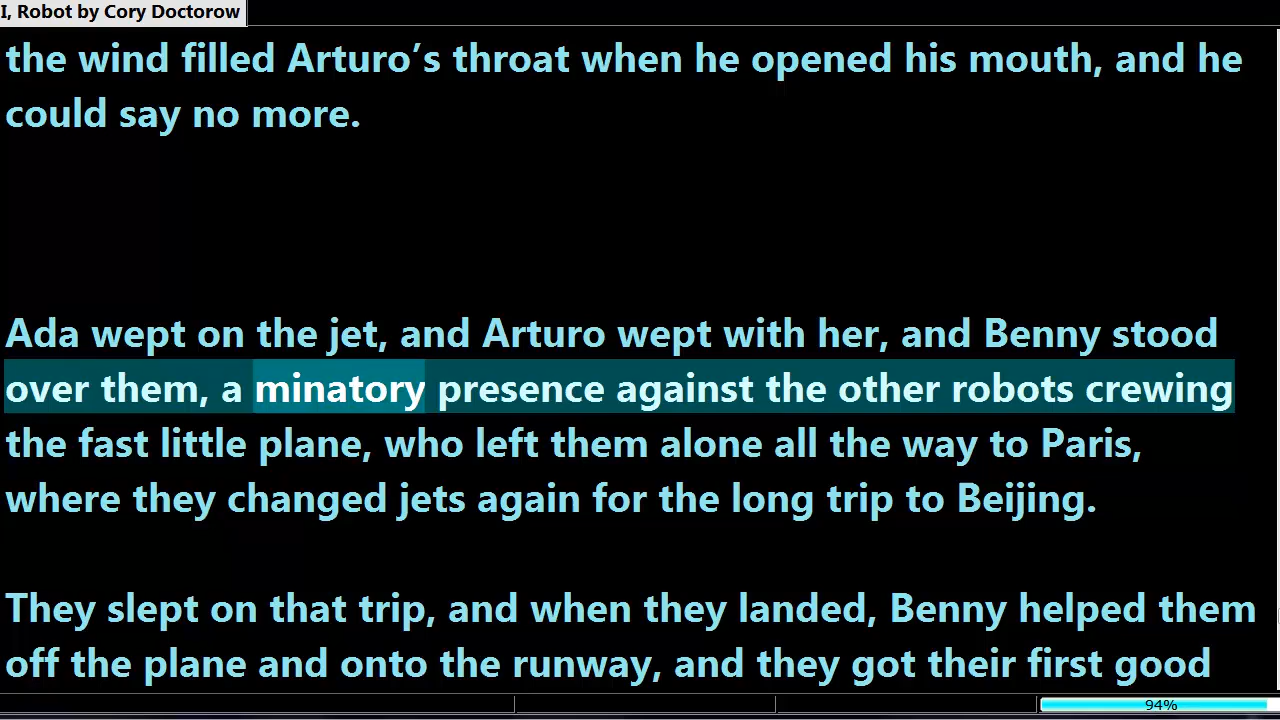 I, Robot by Cory Doctorow
the wind filled Arturo’s throat when he opened his mouth, and he
could say no more.
Ada wept on the jet, and Arturo wept with her, and Benny stood
over them, a minatory presence against the other robots crewing
the fast little plane, who left them alone all the way to Paris,
where they changed jets again for the long trip to Beijing.
They slept on that trip, and when they landed, Benny helped them
off the plane and onto the runway, and they got their first good
94%